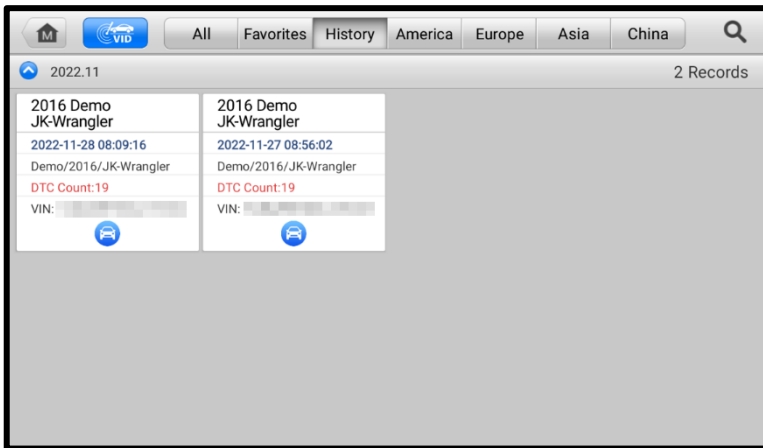 M
VID
All
Favorites
History
America
Europe
Asia
China
2022.11
2 Records
2016 Demo
JK-Wrangler
2022-11-28 08:09:16
Demo/2016/JK-Wrangler
DTC Count:19
VIN:
2016 Demo
JK-Wrangler
2022-11-27 08:56:02
Demo/2016/JK-Wrangler
DTC Count:19
VIN: